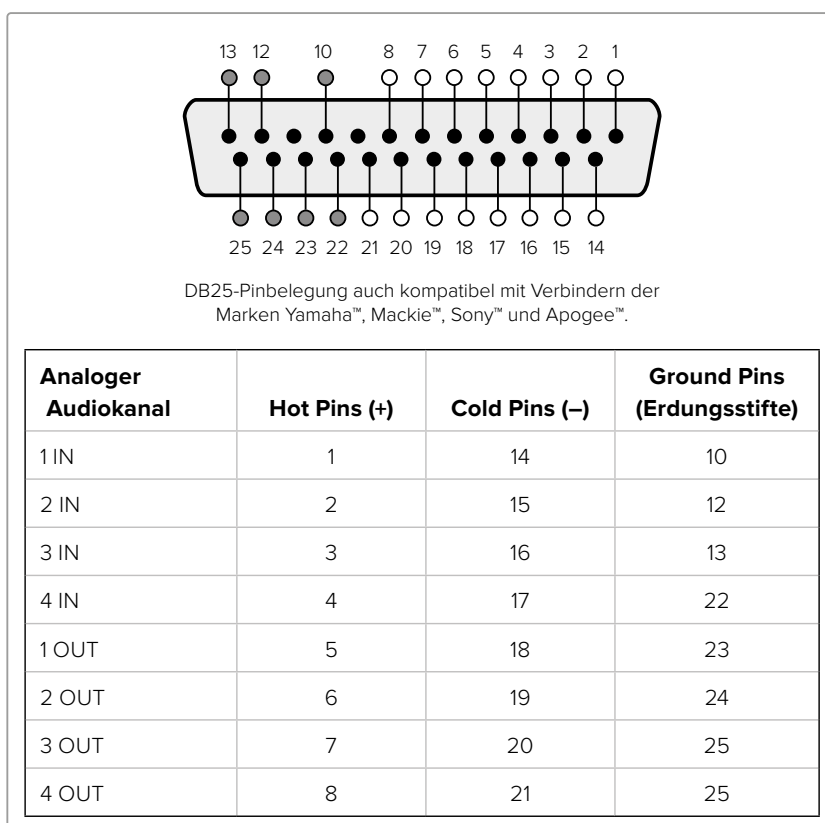 13 12 10 8 7 6 5 4 3 2 1
25 24 23 22 21 20 19 18 17 16 15 14
DB25-Pinbelegung auch kompatibel mit Verbindern der
Marken Yamaha™, Mackie™, Sony™ und Apogee™.
Analoger
Audiokanal Hot Pins (+) Cold Pins (–) Ground Pins
(Erdungsstifte)
1 IN 1 14 10
2 IN 2 15 12
3 IN 3 16 13
4 IN 4 17 22
1 OUT 5 18 23
2 OUT 6 19 24
3 OUT 7 20 25
4 OUT 8 21 25